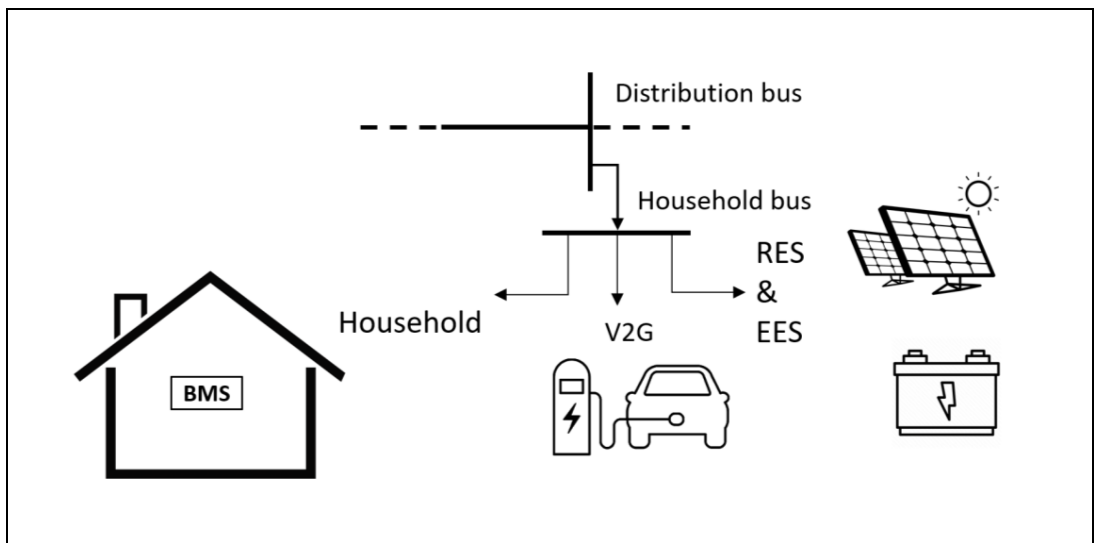 Distribution bus
Household bus
RES
&
EES
Household
V2G
BMS